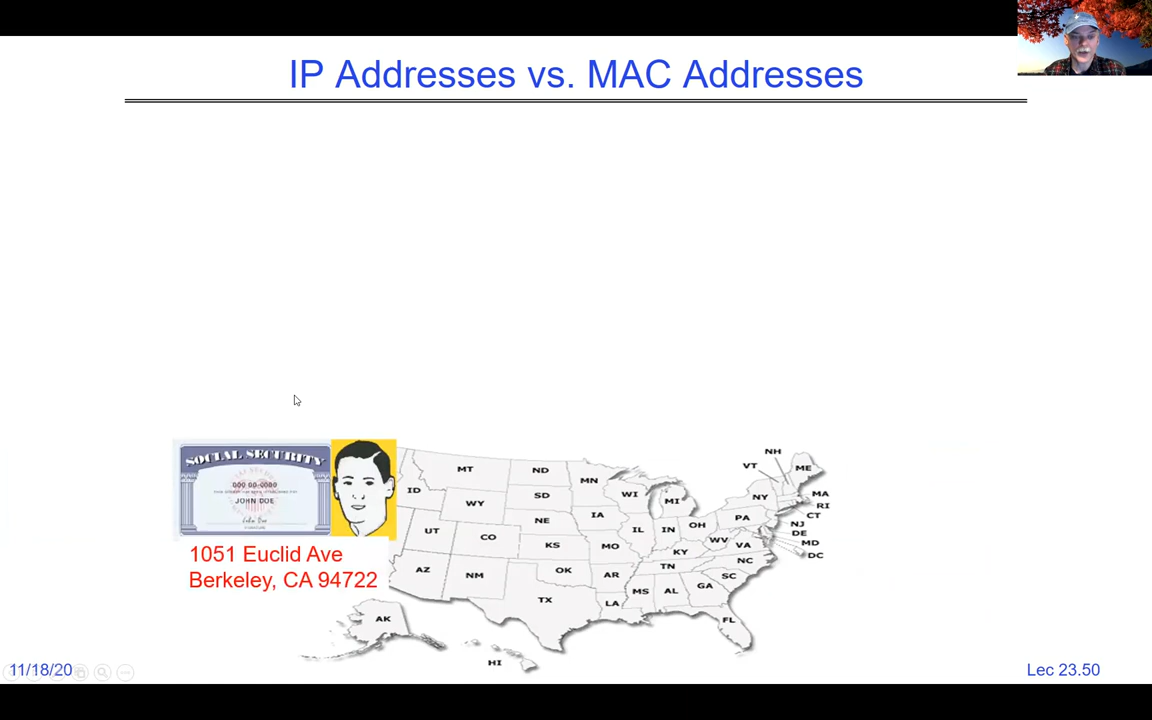 IP Addresses vs. MAC Addresses
SOCIAL SECURITY
000 00-0000
JOHN DOE
John Doe
1051 Euclid Ave
Berkeley, CA 94722
MT
ND
MN
ID
WY
SD
WI
MI
NH
VT
ME
NY
MA
RI
CT
UT
CO
NE
IA
IL
IN
OH
PA
NJ
DE
MD
DC
KS
MO
KY
WV
VA
AZ
NM
OK
AR
TN
NC
SC
TX
LA
MS
AL
GA
FL
AK
HI
11/18/20
Lec 23.50